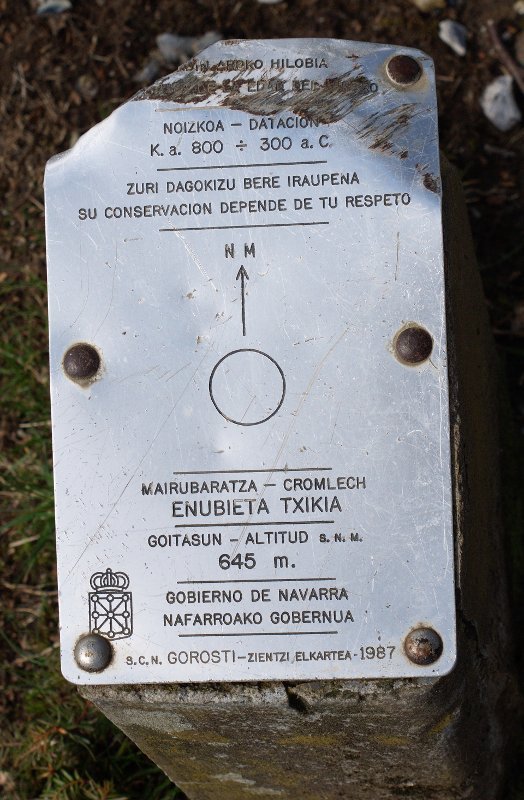 HILOBIA
NOIZKOA – DATACION
K. a. 800 ÷ 300 a. C.
ZURI DAGOKIZU BERE IRAUPENA
SU CONSERVACION DEPENDE DE TU RESPETO
N M
MAIRUBARATZA – CROMLECH
ENUBIETA TXIKIA
GOITASUN – ALTITUD S. N. M.
645 m.
GOBIERNO DE NAVARRA
NAFARROAKO GOBERNUA
S.C.N. GOROSTI – ZIENTZI ELKARTEA - 1987